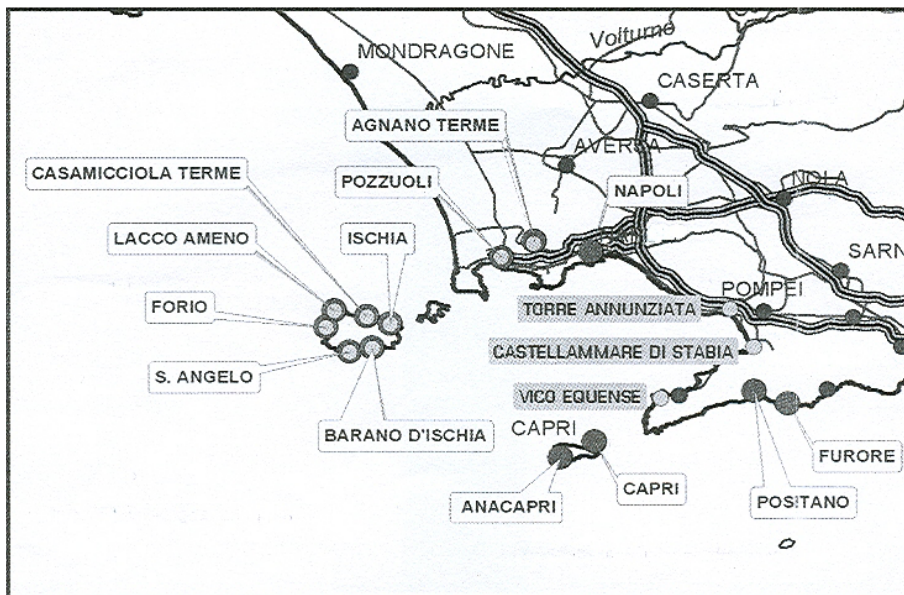 Volturno
MONDRAGONE
CASERTA
AGNANO TERME
AVERSA
CASAMICCIOLA TERME
POZZUOLI
NAPOLI
NOLA
LACCO AMENO
ISCHIA
SARN
POMPEI
FORIO
TORRE ANNUNZIATA
CASTELLAMMARE DI STABIA
S. ANGELO
VICO EQUENSE
BARANO D'ISCHIA
CAPRI
FURORE
CAPRI
ANACAPRI
POSITANO